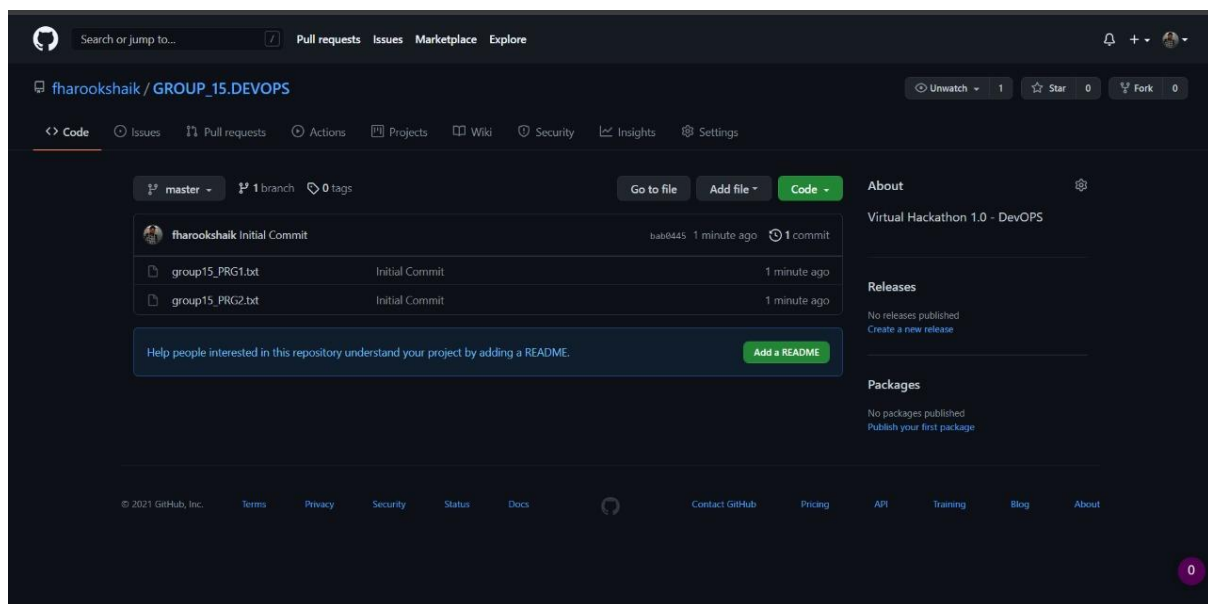 Search or jump to... / Pull requests Issues Marketplace Explore
fharookshaik / GROUP_15.DEVOPS Unwatch 1 Star 0 Fork 0
<> Code Issues Pull requests Actions Projects Wiki Security Insights Settings
master 1 branch 0 tags Go to file Add file Code
fharookshaik Initial Commit bab0445 1 minute ago 1 commit
group15_PRG1.txt Initial Commit 1 minute ago
group15_PRG2.txt Initial Commit 1 minute ago
Help people interested in this repository understand your project by adding a README. Add a README
About
Virtual Hackathon 1.0 - DevOPS
Releases
No releases published
Create a new release
Packages
No packages published
Publish your first package
© 2021 GitHub, Inc. Terms Privacy Security Status Docs Contact GitHub Pricing API Training Blog About
0